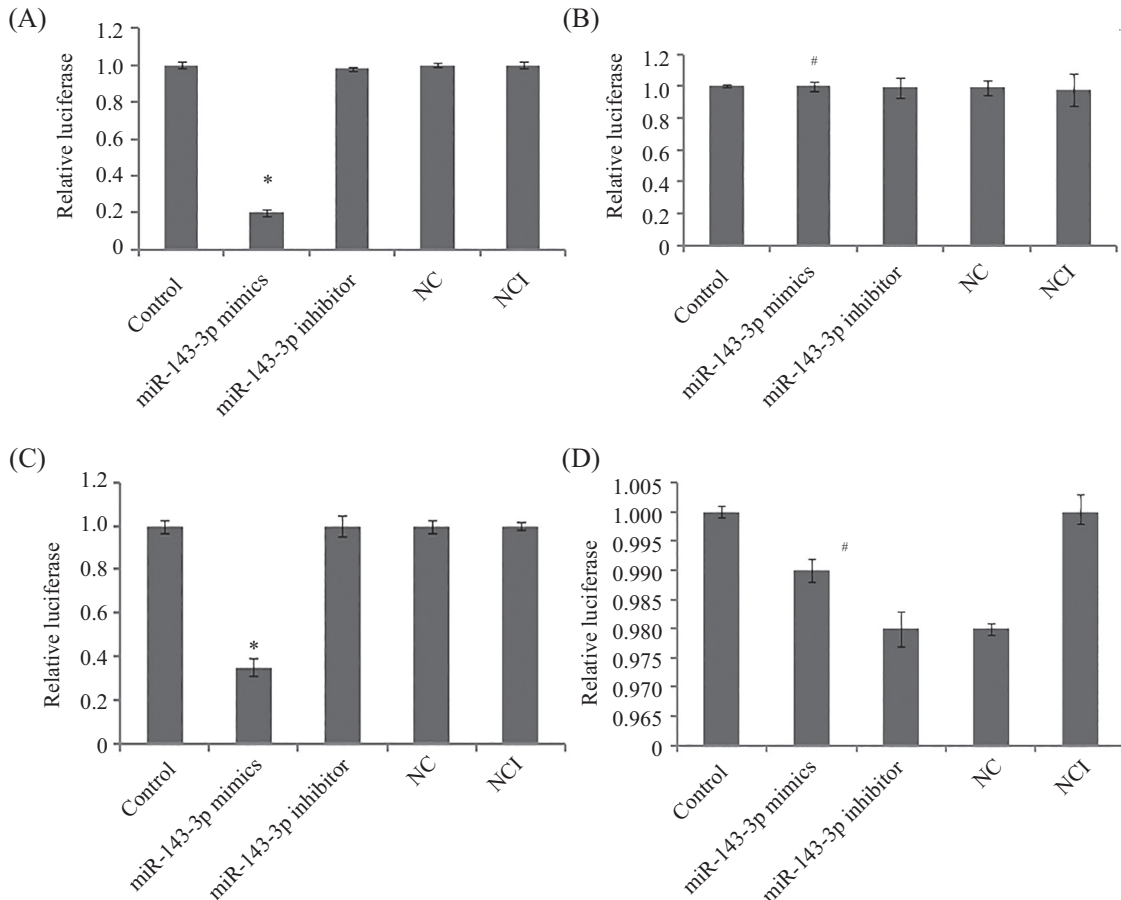 (A)
1.2
1.0
0.8
0.6
0.4
0.2
0
Relative luciferase
*
Control
miR-143-3p mimics
miR-143-3p inhibitor
NC
NCI
(B)
1.2
1.0
0.8
0.6
0.4
0.2
0
Relative luciferase
#
Control
miR-143-3p mimics
miR-143-3p inhibitor
NC
NCI
(C)
1.2
1.0
0.8
0.6
0.4
0.2
0
Relative luciferase
*
Control
miR-143-3p mimics
miR-143-3p inhibitor
NC
NCI
(D)
1.005
1.000
0.995
0.990
0.985
0.980
0.975
0.970
0.965
0
Relative luciferase
#
Control
miR-143-3p mimics
miR-143-3p inhibitor
NC
NCI